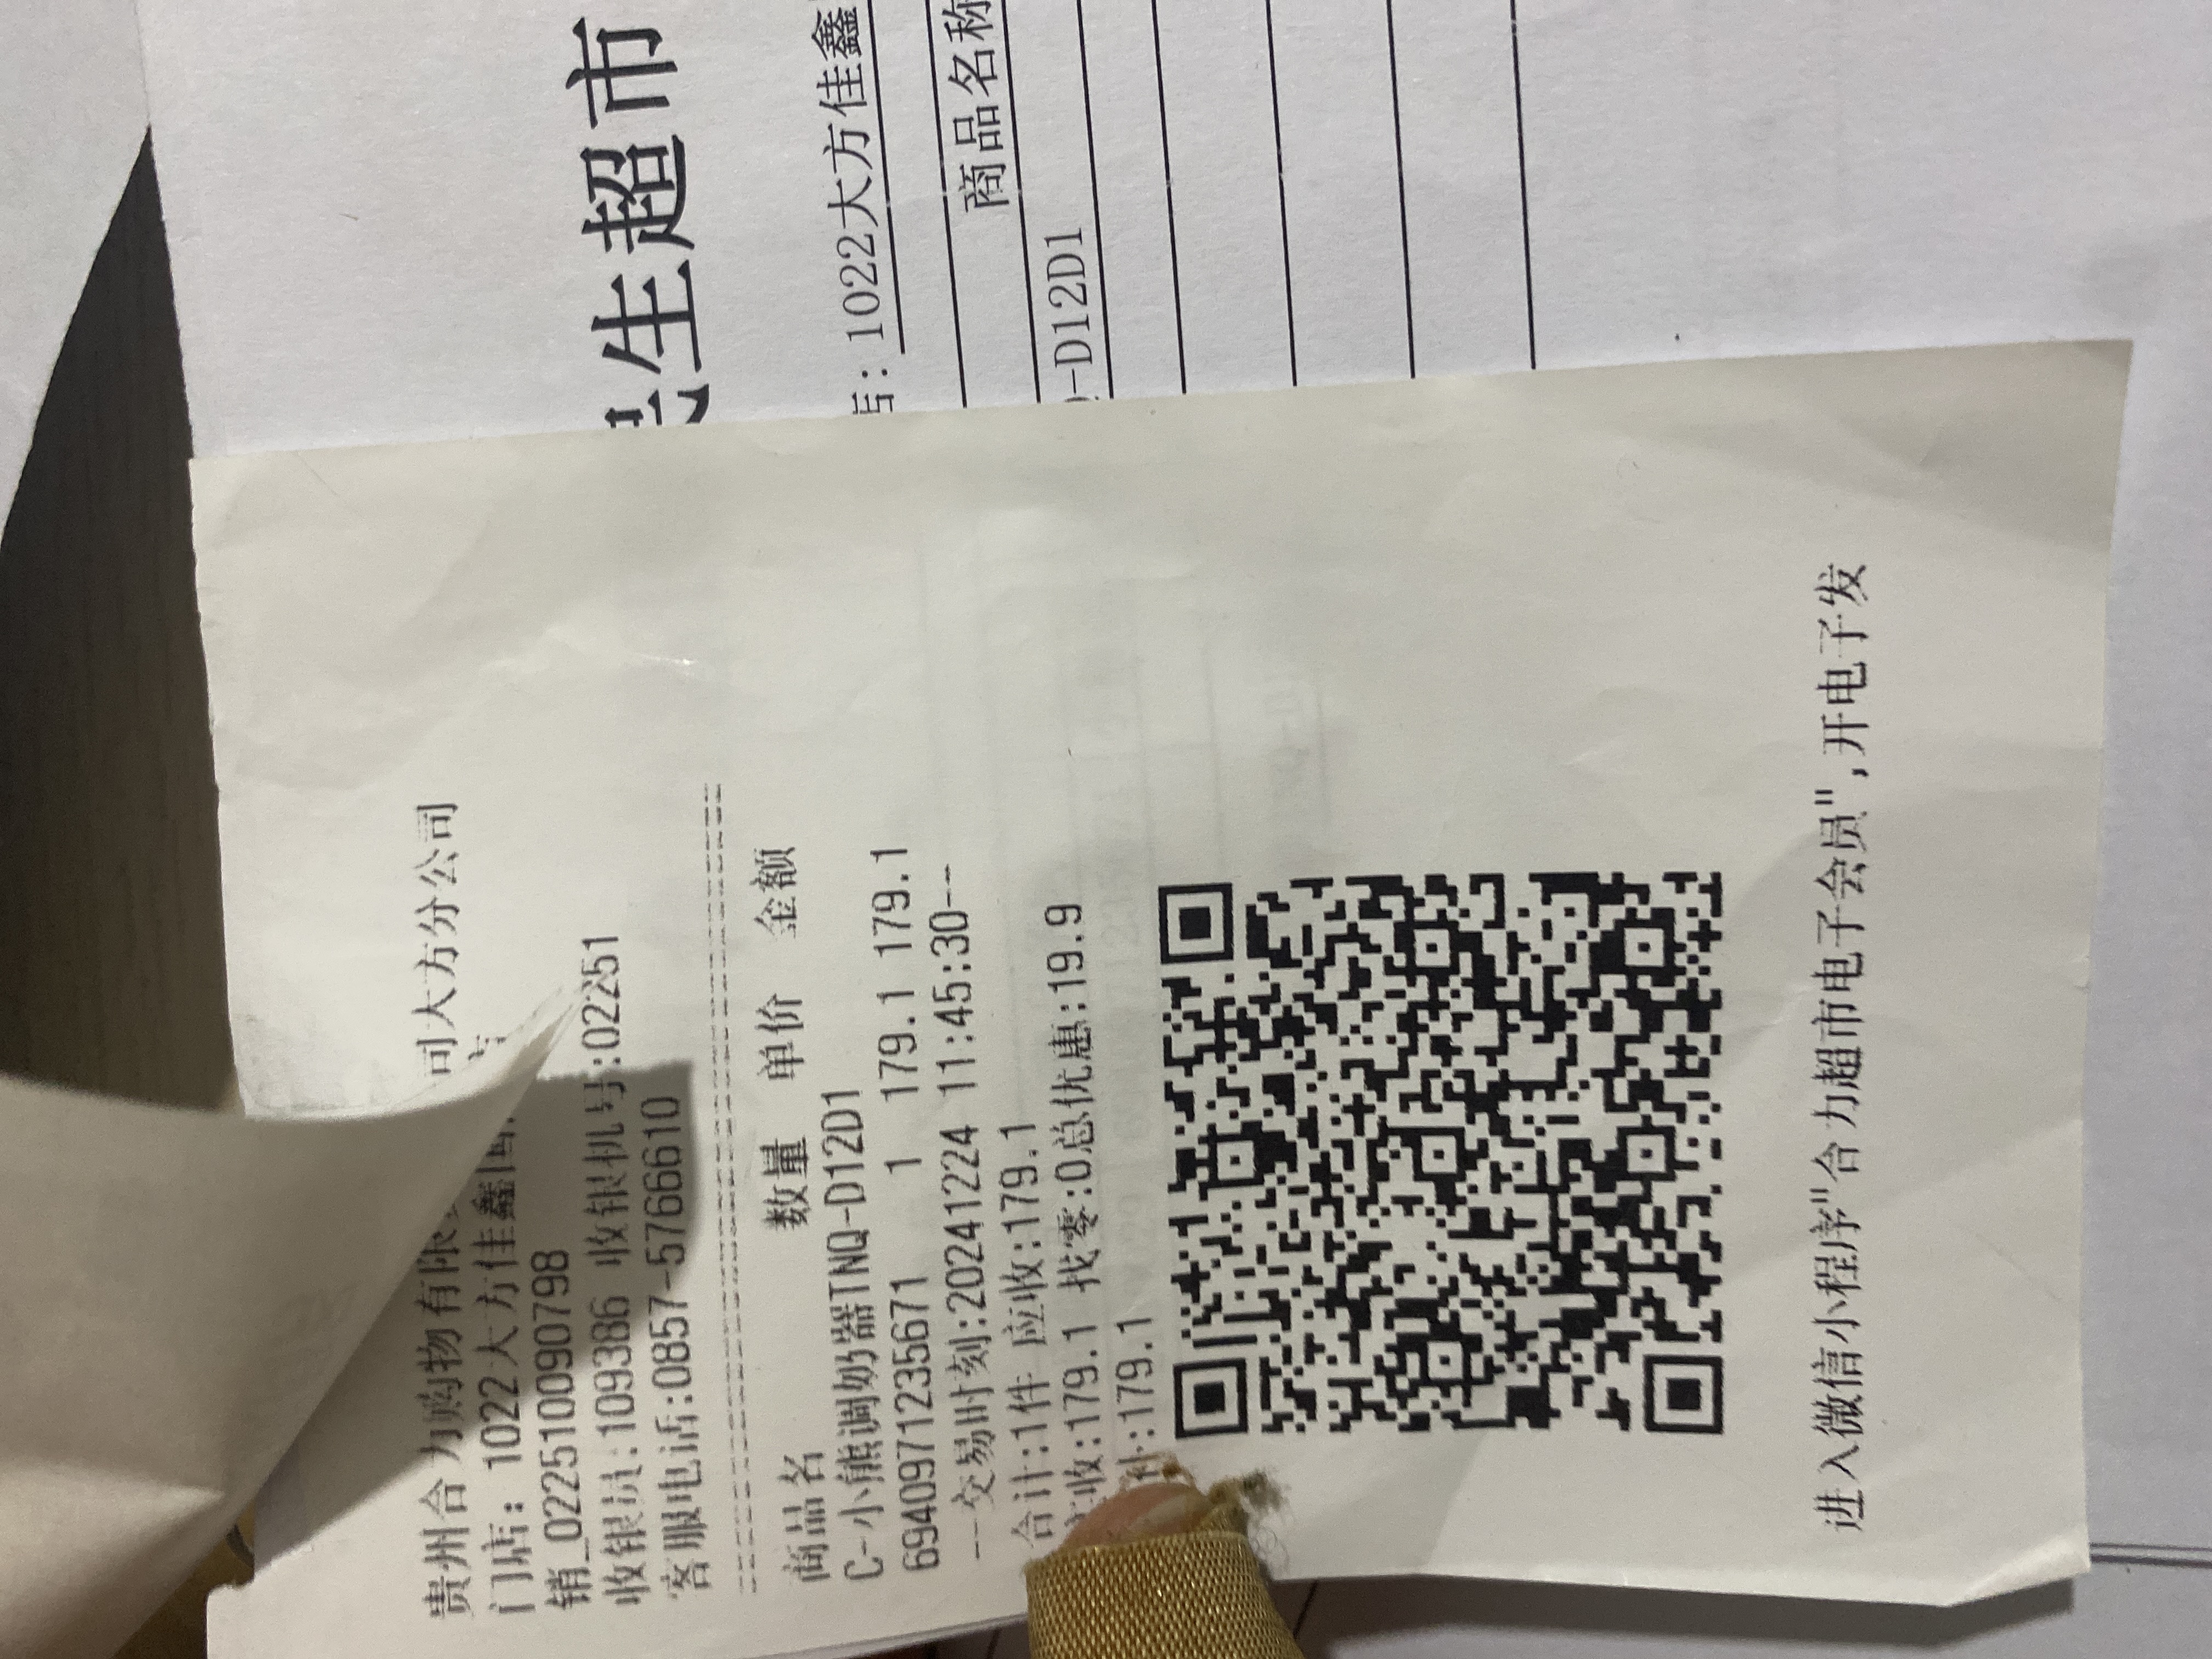 贵州合力购物有限 司大方分公司
门店: 1022大方佳鑫国
销_02251009090798
收银员:109386 收银机号:02251
客服电话:0857-5766610
商品名 数量 单价 金额
C-小熊调奶器TNQ-D12D1
6940971235671 1 179.1 179.1
--交易时刻:20241224 11:45:30--
合计:1件 应收:179.1
收:179.1 找零:0总优惠:19.9
:179.1
进入微信小程序"合力超市电子会员",开电子发
生超市
店:1022大方佳鑫
商品名称
-D12D1